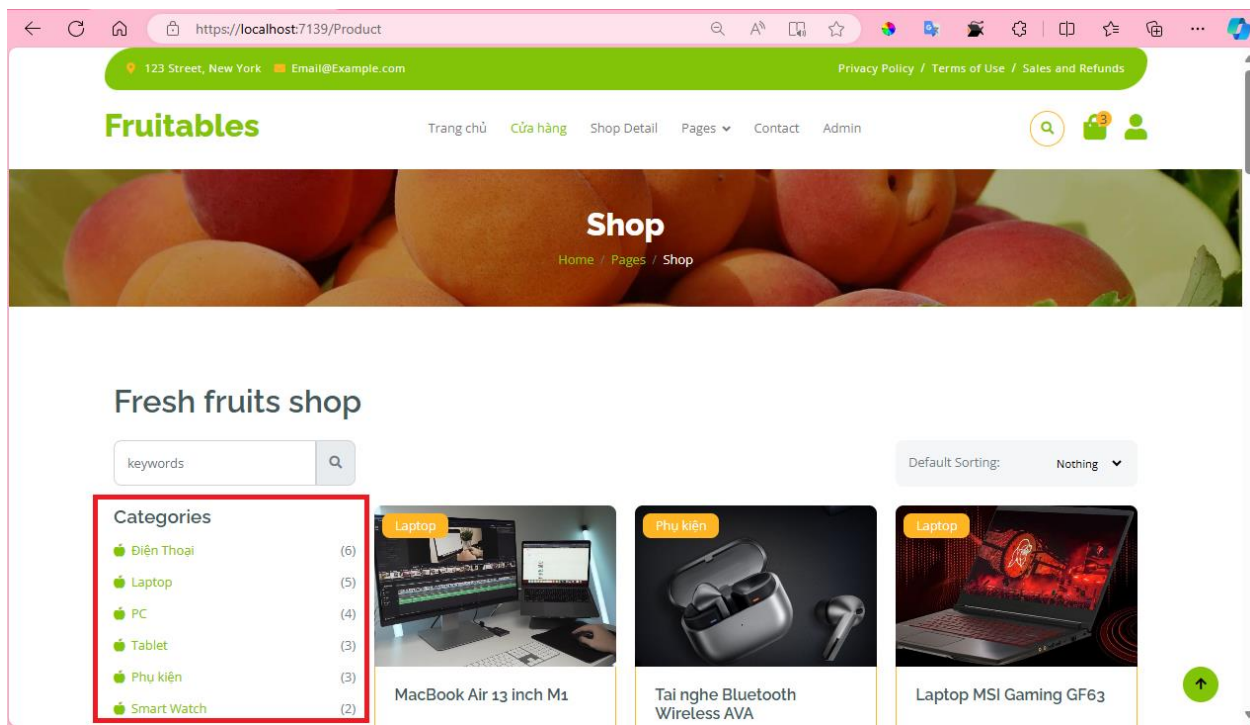 https://localhost:7139/Product
123 Street, New York Email@Example.com Privacy Policy / Terms of Use / Sales and Refunds
Fruitables Trang chủ Cửa hàng Shop Detail Pages Contact Admin 3
Shop
Home / Pages / Shop
Fresh fruits shop
keywords Default Sorting: Nothing
Categories
Điện Thoại (6)
Laptop (5)
PC (4)
Tablet (3)
Phụ kiện (3)
Smart Watch (2)
Laptop
MacBook Air 13 inch M1
Phụ kiện
Tai nghe Bluetooth
Wireless AVA
Laptop
Laptop MSI Gaming GF63